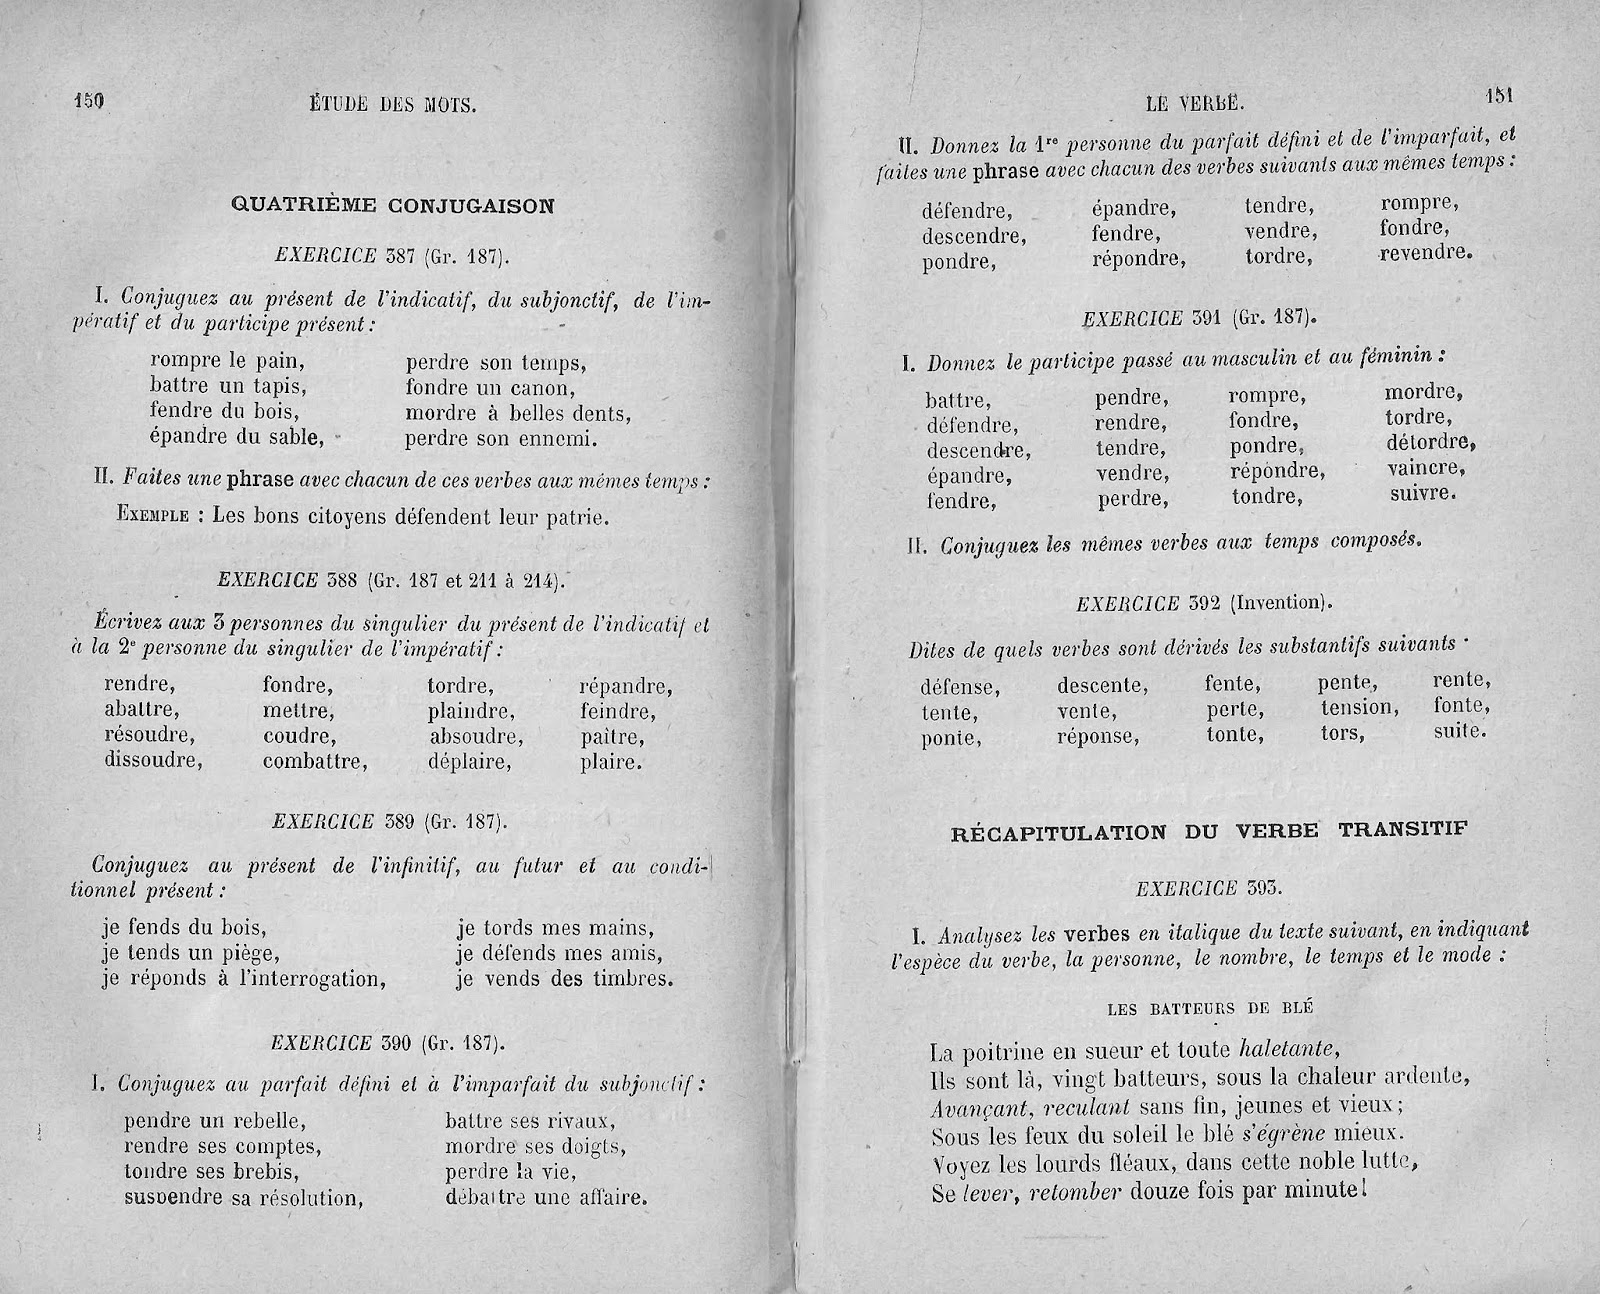 150
ÉTUDE DES MOTS.
QUATRIÈME CONJUGAISON
EXERCICE 387 (Gr. 187).
I. Conjuguez au présent de l'indicatif, du subjonctif, de l'im-
pératif et du participe présent :
rompre le pain, perdre son temps,
battre un tapis, fondre un canon,
fendre du bois, mordre à belles dents,
épandre du sable, perdre son ennemi.
II. Faites une phrase avec chacun de ces verbes aux mêmes temps :
EXEMPLE : Les bons citoyens défendent leur patrie.
EXERCICE 388 (Gr. 187 et 211 à 214).
Écrivez aux 3 personnes du singulier du présent de l'indicatif et
à la 2e personne du singulier de l'impératif :
rendre, fondre, tordre, répandre,
abattre, mettre, plaindre, feindre,
résoudre, coudre, absoudre, paître,
dissoudre, combattre, déplaire, plaire.
EXERCICE 389 (Gr. 187).
Conjuguez au présent de l'infinitif, au futur et au condi-
tionnel présent :
je fends du bois, je tords mes mains,
je tends un piège, je défends mes amis,
je réponds à l'interrogation, je vends des timbres.
EXERCICE 390 (Gr. 187).
I. Conjuguez au parfait défini et à l'imparfait du subjonctif :
pendre un rebelle, battre ses rivaux,
rendre ses comptes, mordre ses doigts,
tondre ses brebis, perdre la vie,
suspendre sa résolution, débattre une affaire.
LE VERBE.
151
II. Donnez la 1re personne du parfait défini et de l'imparfait, et
faites une phrase avec chacun des verbes suivants aux mêmes temps :
défendre, épandre, tendre, rompre,
descendre, fendre, vendre, fondre,
pondre, répondre, tordre, revendre.
EXERCICE 391 (Gr. 187).
I. Donnez le participe passé au masculin et au féminin :
battre, pendre, rompre, mordre,
défendre, rendre, fondre, tordre,
descendre, tendre, pondre, détordre,
épandre, vendre, répondre, vaincre,
fendre, perdre, tondre, suivre.
II. Conjuguez les mêmes verbes aux temps composés.
EXERCICE 392 (Invention).
Dites de quels verbes sont dérivés les substantifs suivants :
défense, descente, fente, pente, rente,
tente, vente, perte, tension, fonte,
ponte, réponse, tonte, tors, suite.
RÉCAPITULATION DU VERBE TRANSITIF
EXERCICE 393.
I. Analysez les verbes en italique du texte suivant, en indiquant
l'espèce du verbe, la personne, le nombre, le temps et le mode :
LES BATTEURS DE BLÉ
La poitrine en sueur et toute haletante,
Ils sont là, vingt batteurs, sous la chaleur ardente,
Avançant, reculant sans fin, jeunes et vieux ;
Sous les feux du soleil le blé s'égrène mieux.
Voyez les lourds fléaux, dans cette noble lutte,
Se lever, retomber douze fois par minute !